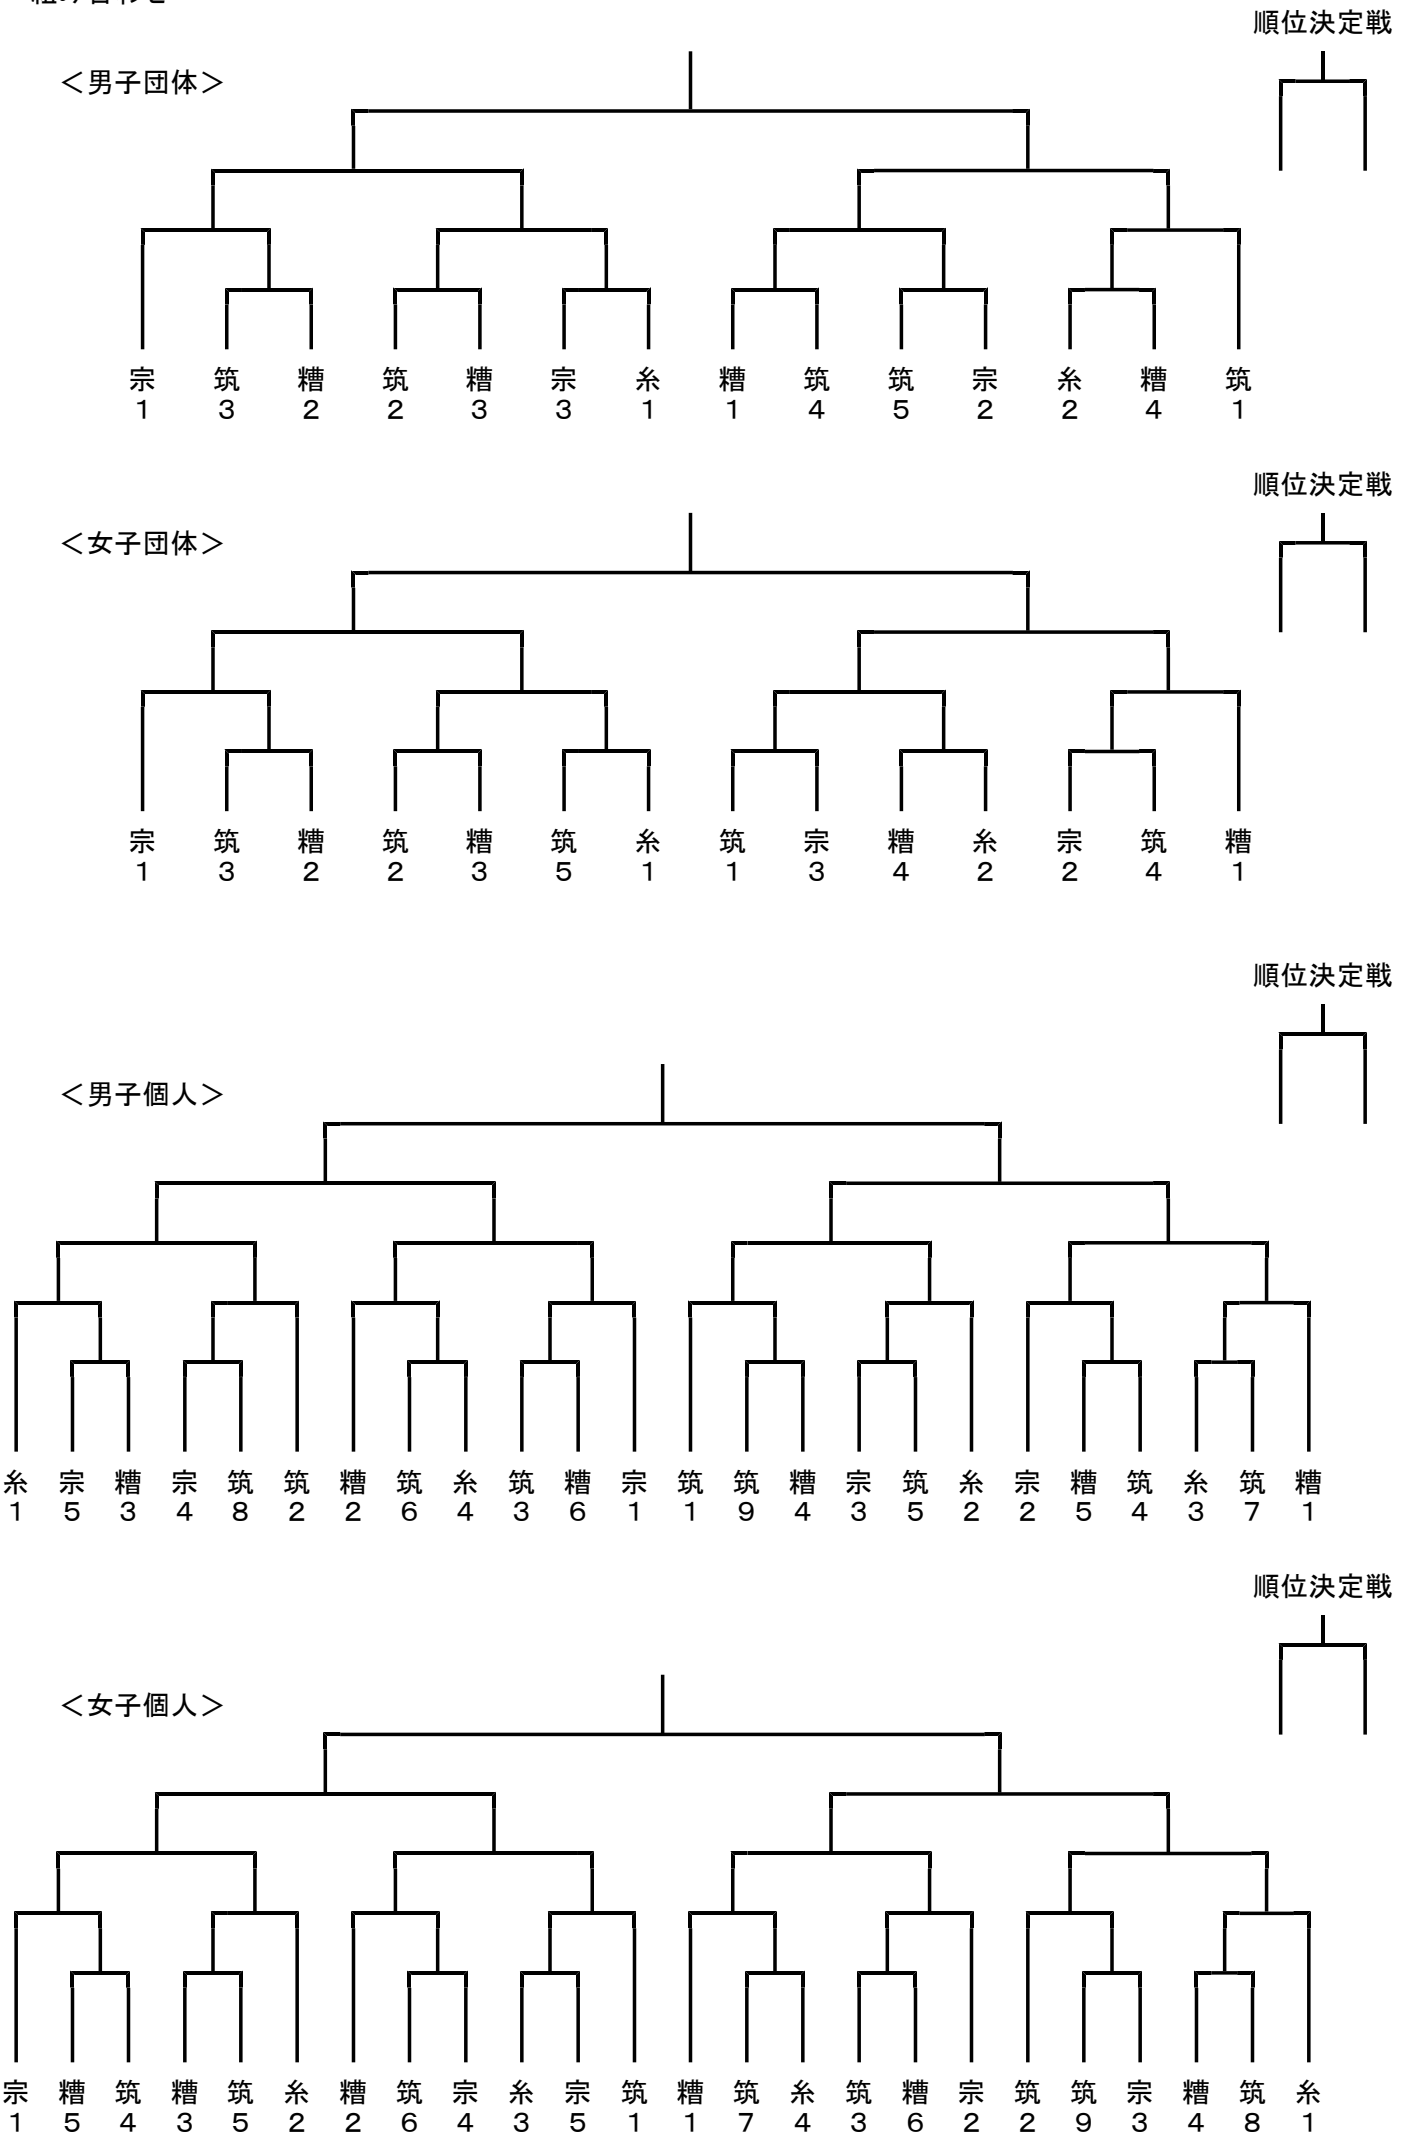 順位決定戦
＜男子団体＞
宗 筑 糟 筑 糟 宗 糸 糟 筑 筑 宗 糸 糟 筑
1 3 2 2 3 3 1 1 4 5 2 2 4 1
順位決定戦
＜女子団体＞
宗 筑 糟 筑 糟 筑 糸 筑 宗 糟 糸 宗 筑 糟
1 3 2 2 3 5 1 1 3 4 2 2 4 1
順位決定戦
＜男子個人＞
糸 宗 糟 宗 筑 筑 糟 筑 糸 筑 糟 宗 筑 筑 糟 宗 筑 糸 宗 糟 筑 糸 筑 糟
1 5 3 4 8 2 2 6 4 3 6 1 1 9 4 3 5 2 2 5 4 3 7 1
順位決定戦
＜女子個人＞
宗 糟 筑 糟 筑 糸 糟 筑 宗 糸 宗 筑 糟 筑 糸 筑 糟 宗 筑 筑 宗 糟 筑 糸
1 5 4 3 5 2 2 6 4 3 5 1 1 7 4 3 6 2 2 9 3 4 8 1